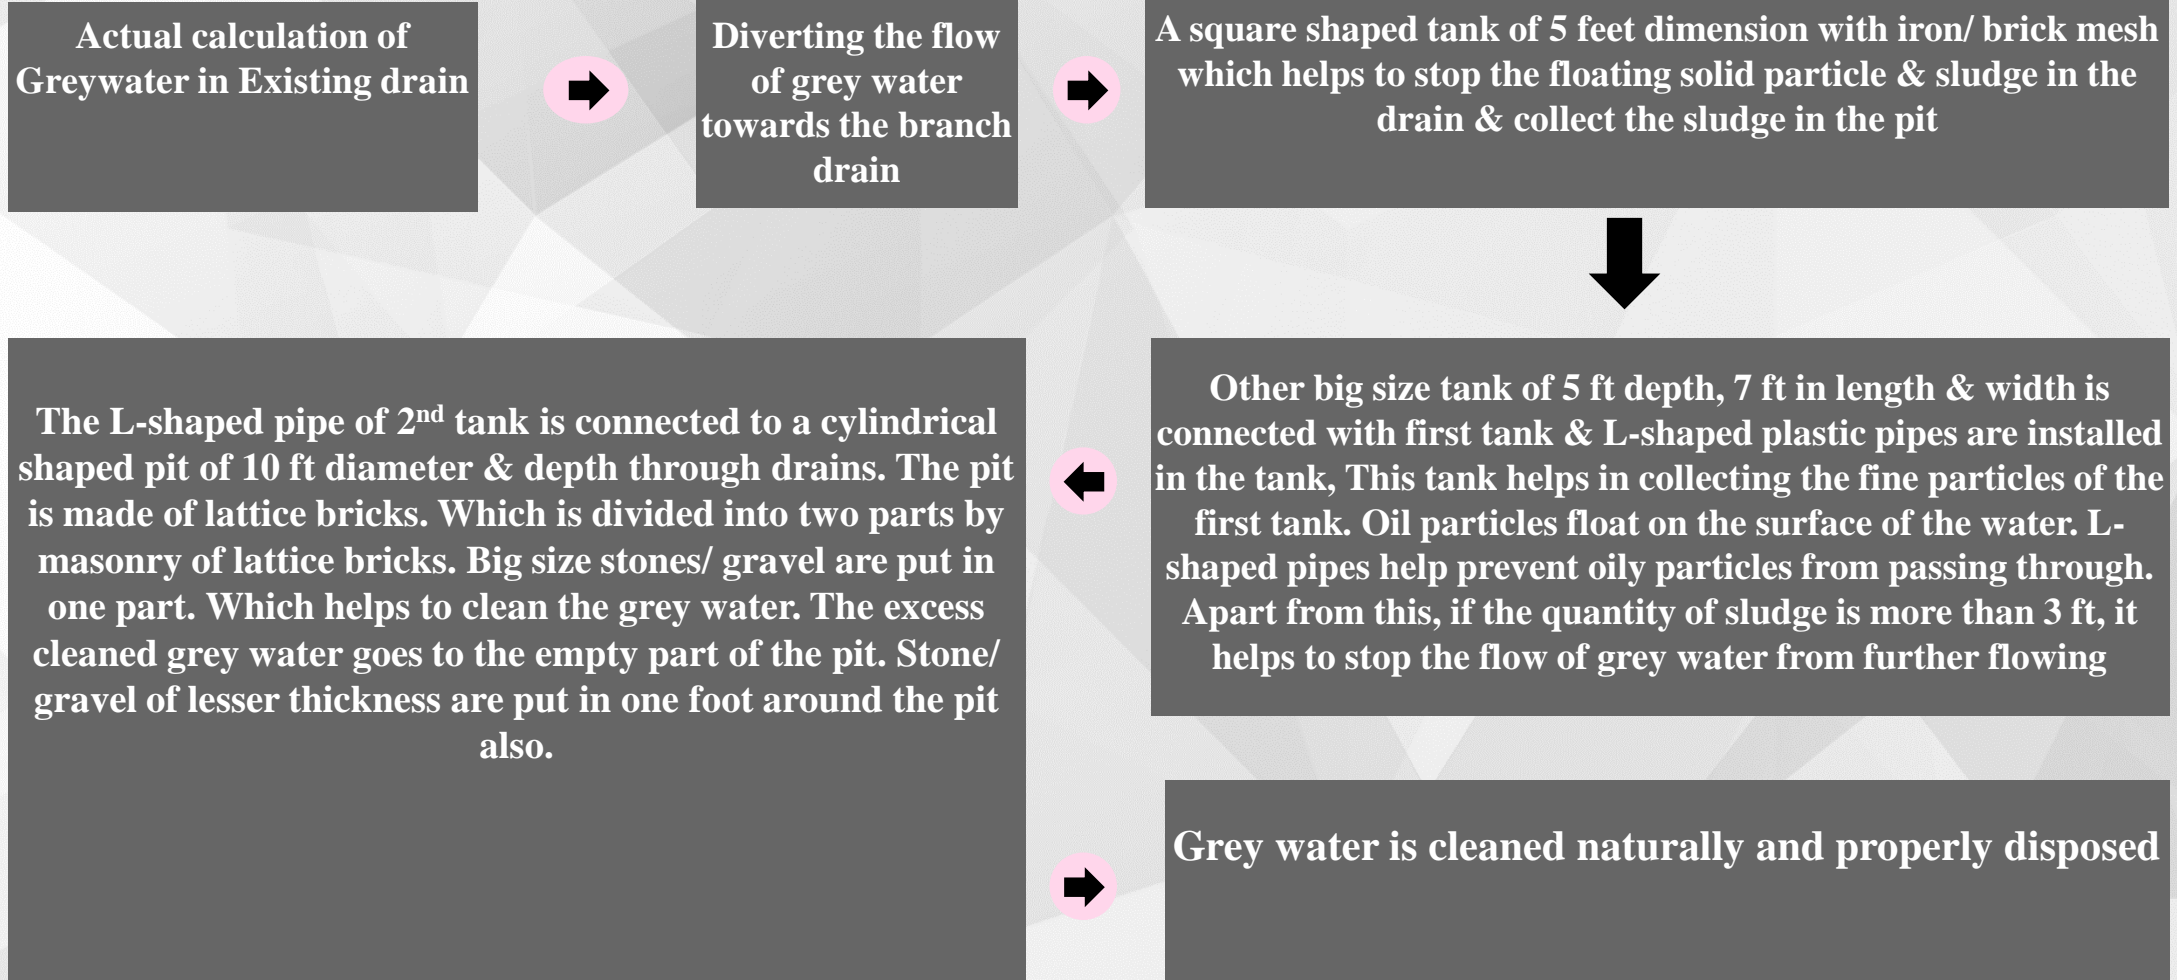 Actual calculation of
Greywater in Existing drain
Diverting the flow
of grey water
towards the branch
drain
A square shaped tank of 5 feet dimension with iron/ brick mesh
which helps to stop the floating solid particle & sludge in the
drain & collect the sludge in the pit
Other big size tank of 5 ft depth, 7 ft in length & width is
connected with first tank & L-shaped plastic pipes are installed
in the tank, This tank helps in collecting the fine particles of the
first tank. Oil particles float on the surface of the water. L-
shaped pipes help prevent oily particles from passing through.
Apart from this, if the quantity of sludge is more than 3 ft, it
helps to stop the flow of grey water from further flowing
The L-shaped pipe of 2nd tank is connected to a cylindrical
shaped pit of 10 ft diameter & depth through drains. The pit
is made of lattice bricks. Which is divided into two parts by
masonry of lattice bricks. Big size stones/ gravel are put in
one part. Which helps to clean the grey water. The excess
cleaned grey water goes to the empty part of the pit. Stone/
gravel of lesser thickness are put in one foot around the pit
also.
Grey water is cleaned naturally and properly disposed